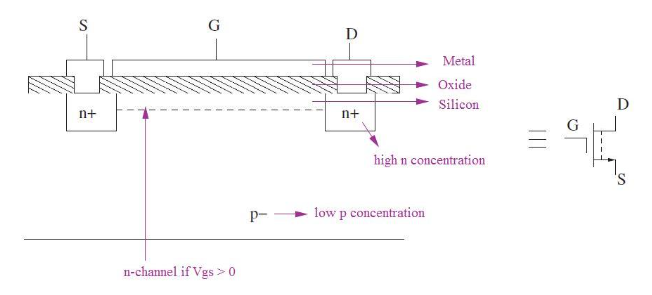 S
G
D
Metal
Oxide
Silicon
n+
n+
high n concentration
p-
low p concentration
n-channel if Vgs > 0
D
G
S